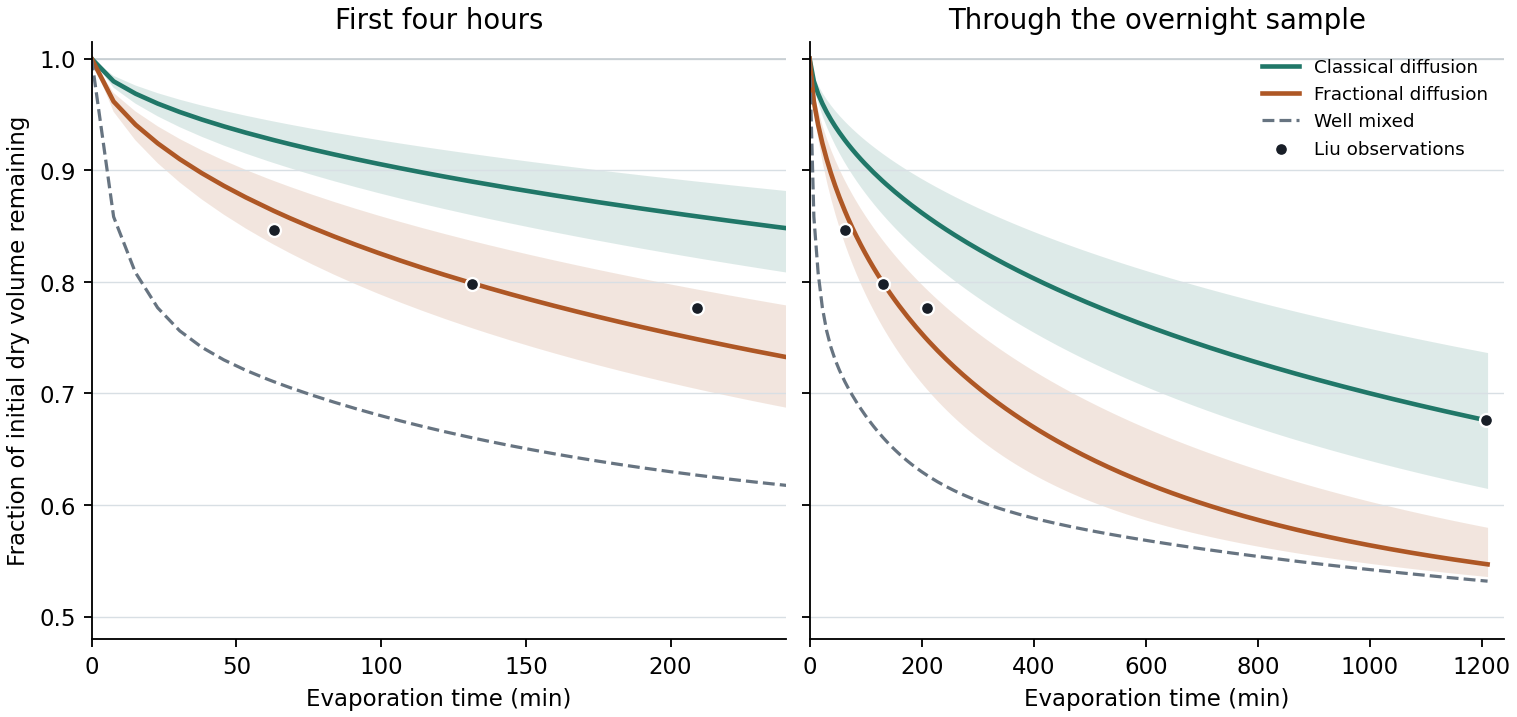 First four hours
Through the overnight sample
Fraction of initial dry volume remaining
1.0
0.9
0.8
0.7
0.6
0.5
0 50 100 150 200
Evaporation time (min)
Classical diffusion
Fractional diffusion
Well mixed
Liu observations
0 200 400 600 800 1000 1200
Evaporation time (min)